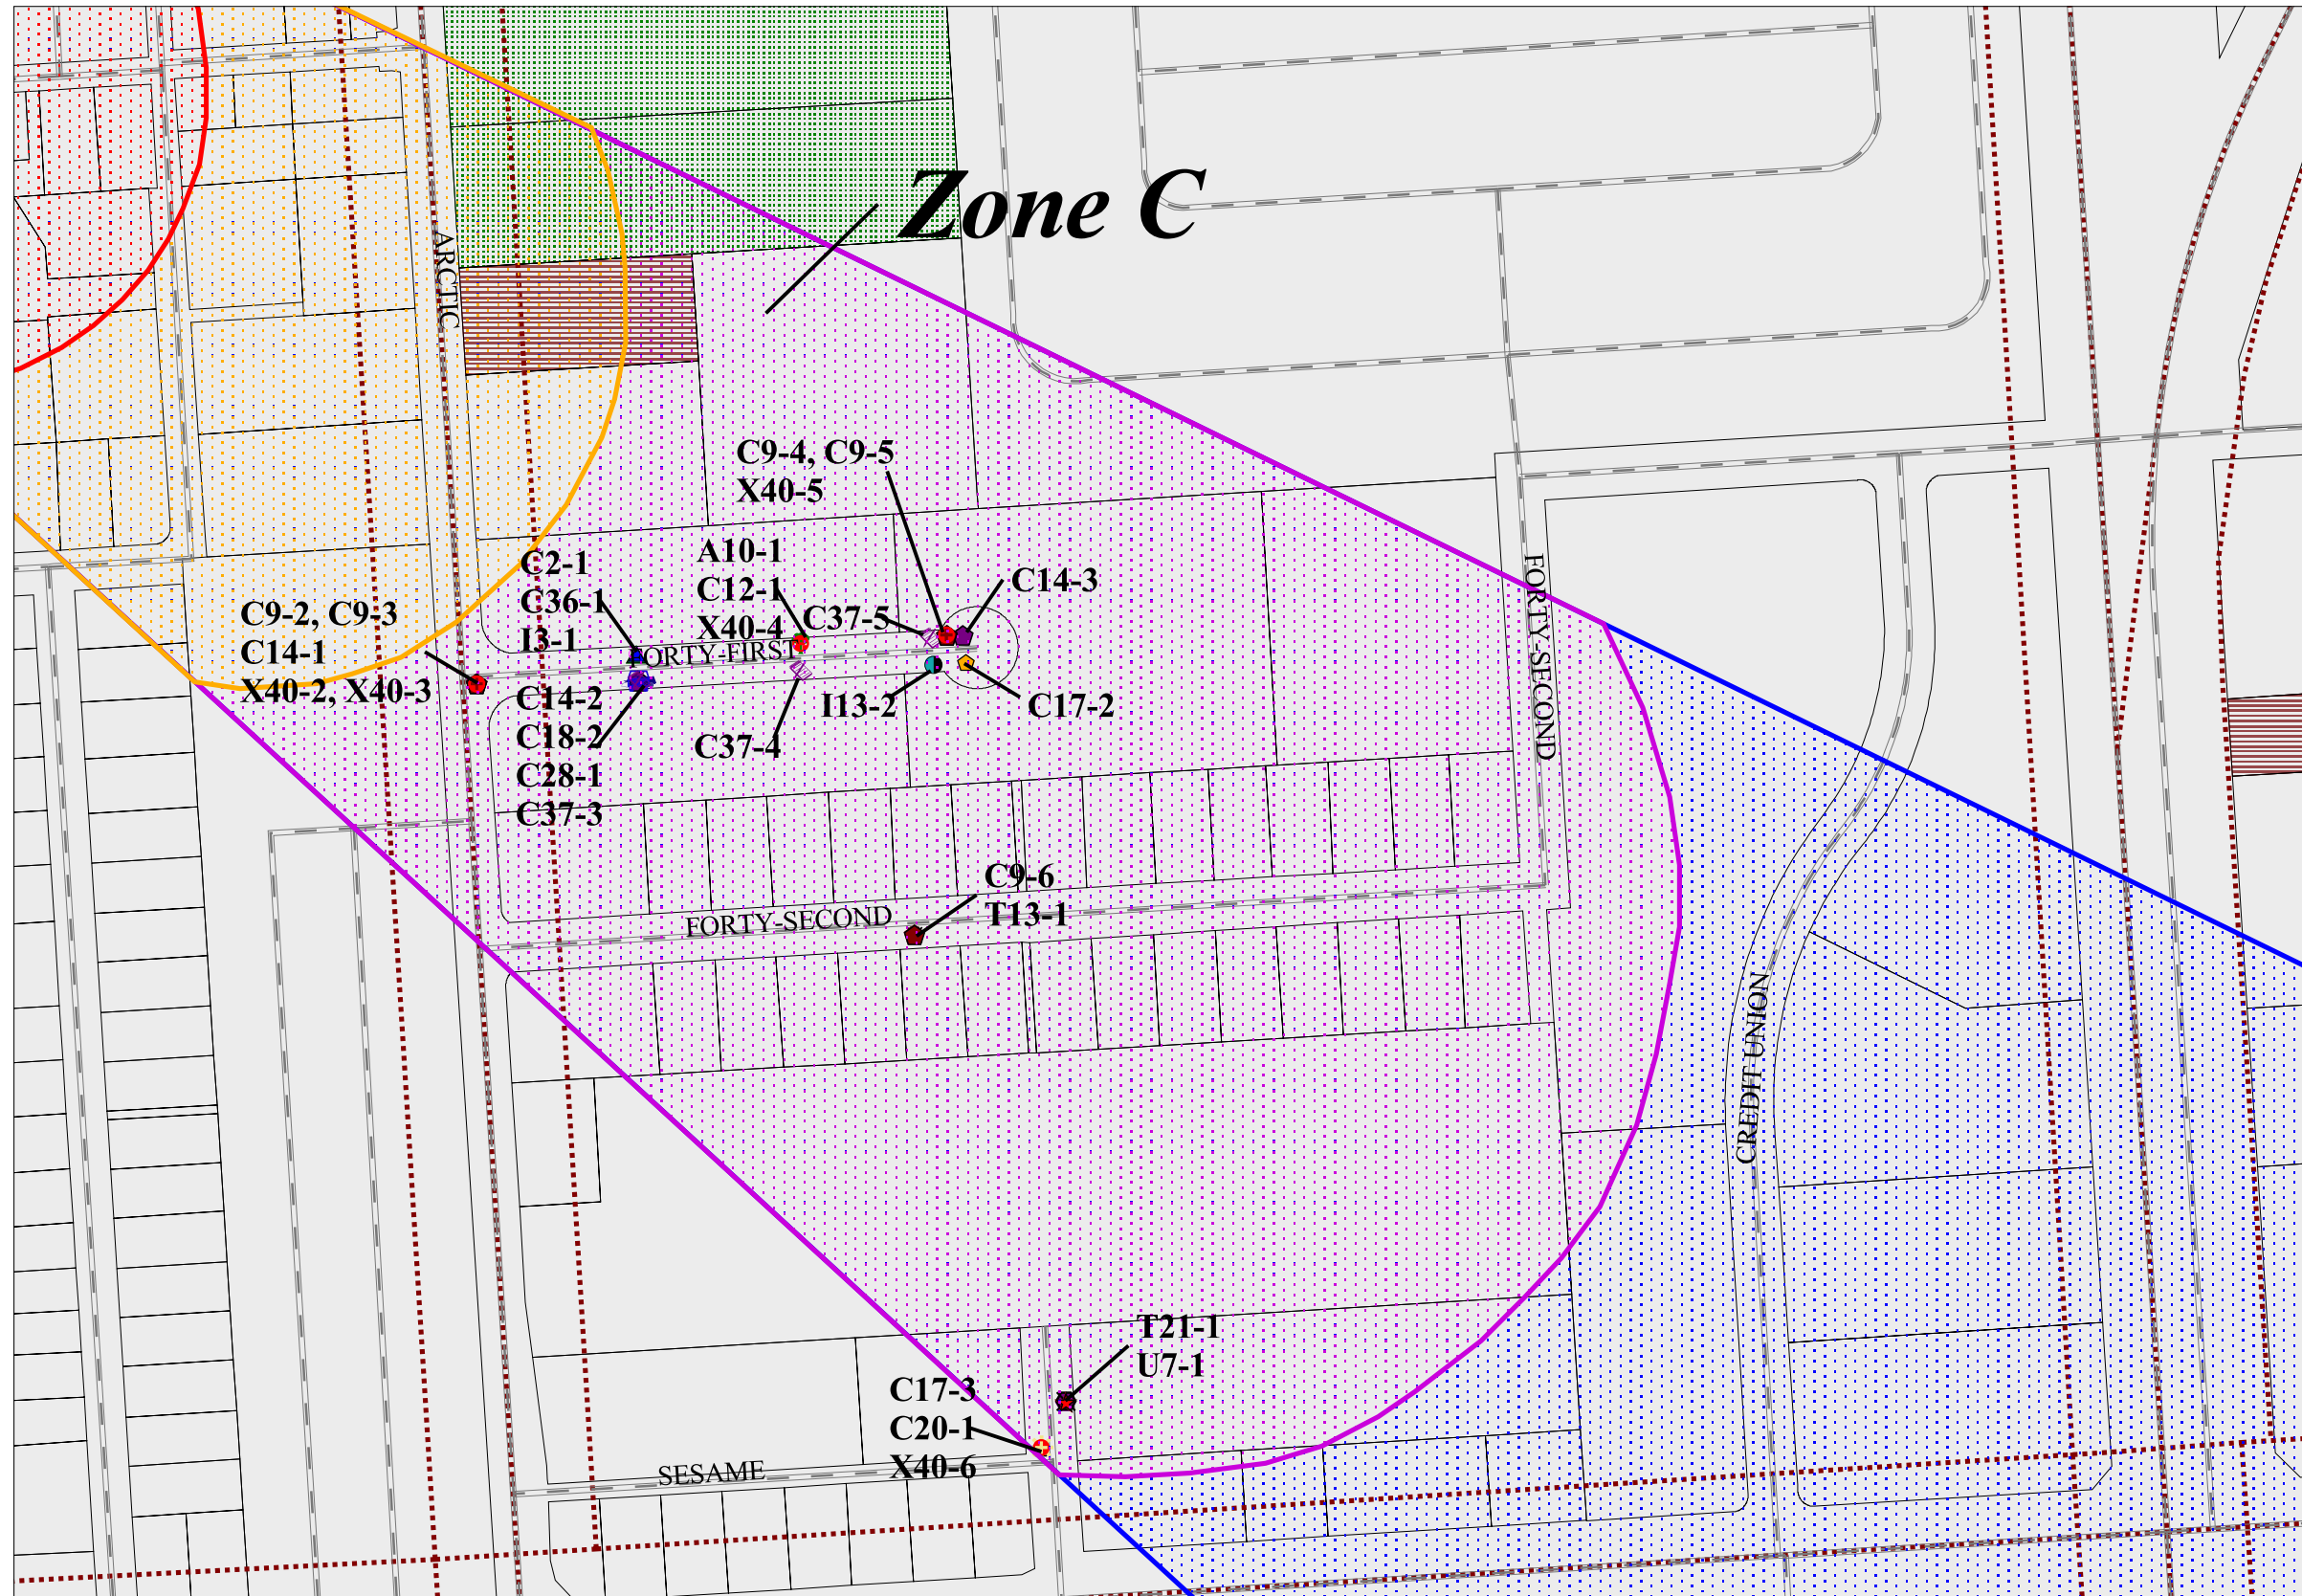 Zone C
ARCTIC
C9-4, C9-5
X40-5
C2-1
C36-1
I3-1
A10-1
C12-1
X40-4
C37-5
C14-3
FORTY-SECOND
C9-2, C9-3
C14-1
X40-2, X40-3
FORTY-FIRST
C14-2
C18-2
C28-1
C37-3
I13-2
C17-2
C37-4
C9-6
T13-1
FORTY-SECOND
CREDIT UNION
T21-1
U7-1
C17-3
C20-1
X40-6
SESAME